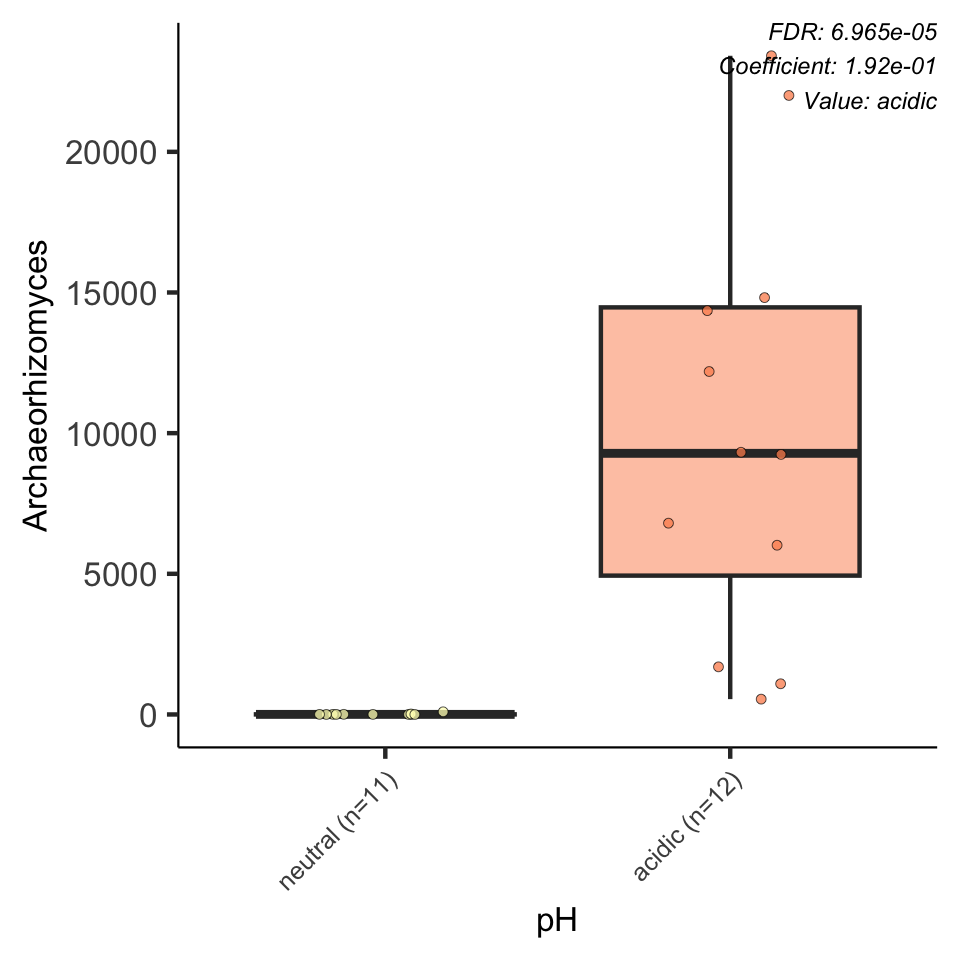 FDR: 6.965e-05
Coefficient: 1.92e-01
Value: acidic
20000
15000
10000
5000
0
Archaeorhizomyces
neutral (n=11)
acidic (n=12)
pH